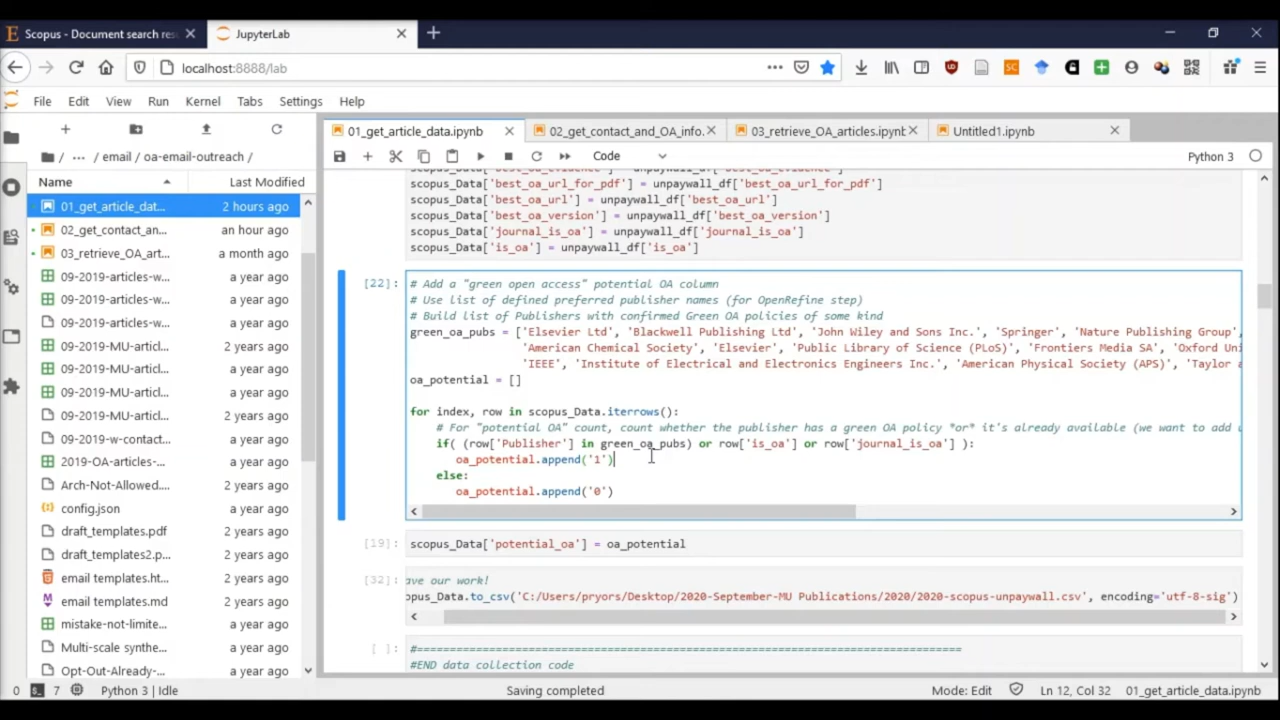 Scopus - Document search res
JupyterLab
localhost:8888/lab
File Edit View Run Kernel Tabs Settings Help
/ ... / email / oa-email-outreach /
Name Last Modified
01_get_article_dat... 2 hours ago
02_get_contact_an... an hour ago
03_retrieve_OA_art... a month ago
09-2019-articles-w... a year ago
09-2019-articles-w... a year ago
09-2019-articles-w... a year ago
09-2019-MU-articl... 2 years ago
09-2019-MU-articl... a year ago
09-2019-MU-articl... a year ago
09-2019-MU-articl... 2 years ago
09-2019-w-contact... a year ago
2019-OA-articles-... a year ago
Arch-Not-Allowed... a year ago
config.json a year ago
draft_templates.pdf 2 years ago
draft_templates2.p... 2 years ago
email templates.ht... 2 years ago
email templates.md 2 years ago
mistake-not-limite... a year ago
Multi-scale synthe... a year ago
Opt-Out-Already-... a year ago
01_get_article_data.ipynb 02_get_contact_and_OA_info. 03_retrieve_OA_articles.ipynb Untitled1.ipynb
Code Python 3
scopus_Data['best_oa_evidence']
scopus_Data['best_oa_url_for_pdf'] = unpaywall_df['best_oa_url_for_pdf']
scopus_Data['best_oa_url'] = unpaywall_df['best_oa_url']
scopus_Data['best_oa_version'] = unpaywall_df['best_oa_version']
scopus_Data['journal_is_oa'] = unpaywall_df['journal_is_oa']
scopus_Data['is_oa'] = unpaywall_df['is_oa']
[22]: # Add a "green open access" potential OA column
# Use list of defined preferred publisher names (for OpenRefine step)
# Build list of Publishers with confirmed Green OA policies of some kind
green_oa_pubs = ['Elsevier Ltd', 'Blackwell Publishing Ltd', 'John Wiley and Sons Inc.', 'Springer', 'Nature Publishing Group',
'American Chemical Society', 'Elsevier', 'Public Library of Science (PLoS)', 'Frontiers Media SA', 'Oxford Uni
'IEEE', 'Institute of Electrical and Electronics Engineers Inc.', 'American Physical Society (APS)', 'Taylor a
oa_potential = []
for index, row in scopus_Data.iterrows():
# For "potential OA" count, count whether the publisher has a green OA policy *or* it's already available (we want to add u
if( (row['Publisher'] in green_oa_pubs) or row['is_oa'] or row['journal_is_oa'] ):
oa_potential.append('1')
else:
oa_potential.append('0')
[19]: scopus_Data['potential_oa'] = oa_potential
[32]: ave our work!
opus_Data.to_csv('C:/Users/pryors/Desktop/2020-September-MU Publications/2020/2020-scopus-unpaywall.csv', encoding='utf-8-sig')
[ ]: #=============================================================================
#END data collection code
0 7 Python 3 | Idle Saving completed Mode: Edit Ln 12, Col 32 01_get_article_data.ipynb